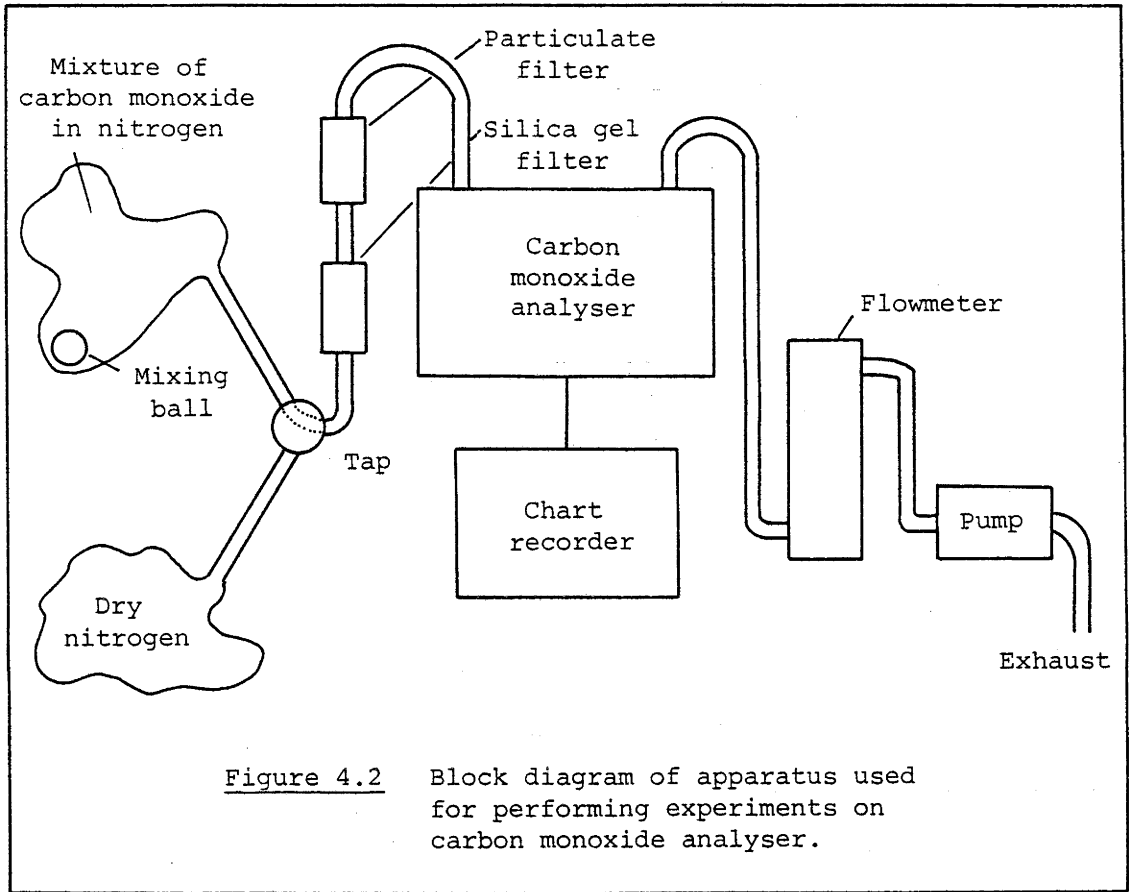 Mixture of
carbon monoxide
in nitrogen
Particulate
filter
Silica gel
filter
Carbon
monoxide
analyser
Flowmeter
Mixing
ball
Tap
Chart
recorder
Pump
Dry
nitrogen
Exhaust
Figure 4.2 Block diagram of apparatus used
for performing experiments on
carbon monoxide analyser.